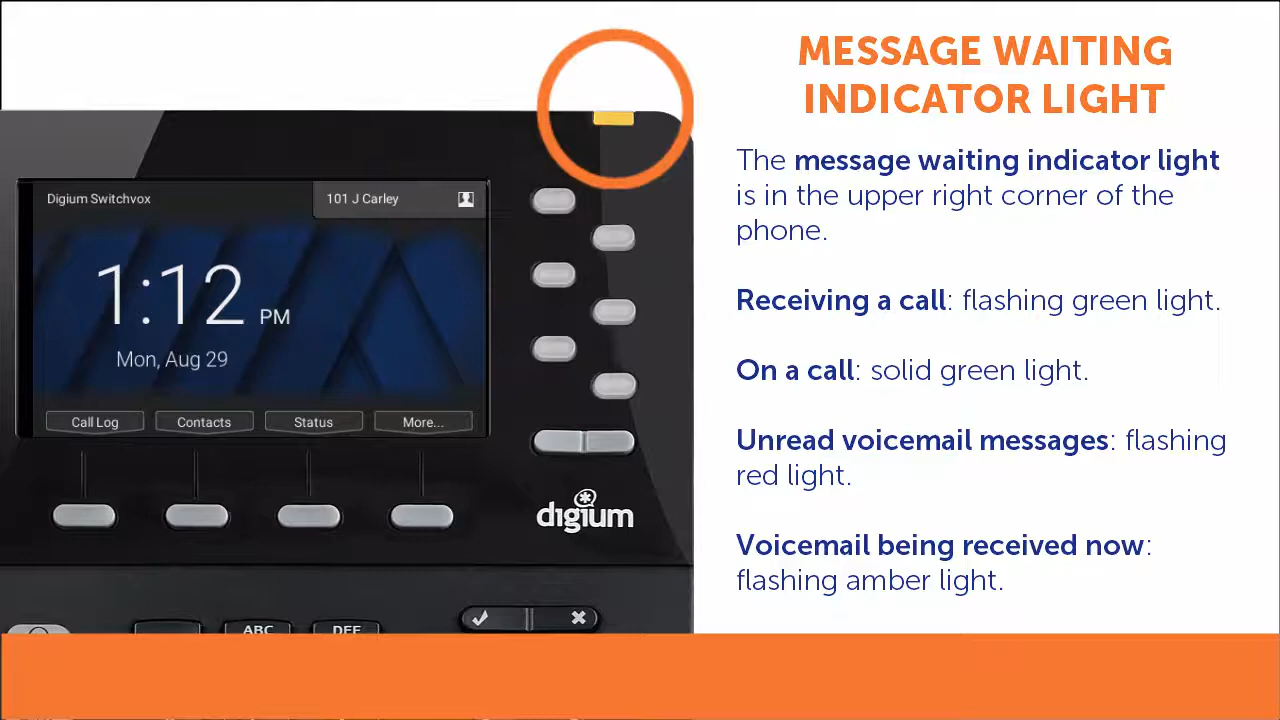 MESSAGE WAITING
INDICATOR LIGHT
The message waiting indicator light
is in the upper right corner of the
phone.
Receiving a call: flashing green light.
On a call: solid green light.
Unread voicemail messages: flashing
red light.
Voicemail being received now:
flashing amber light.
Digium Switchvox
101 J Carley
1:12 PM
Mon, Aug 29
Call Log
Contacts
Status
More...
digium
ABC
DEF